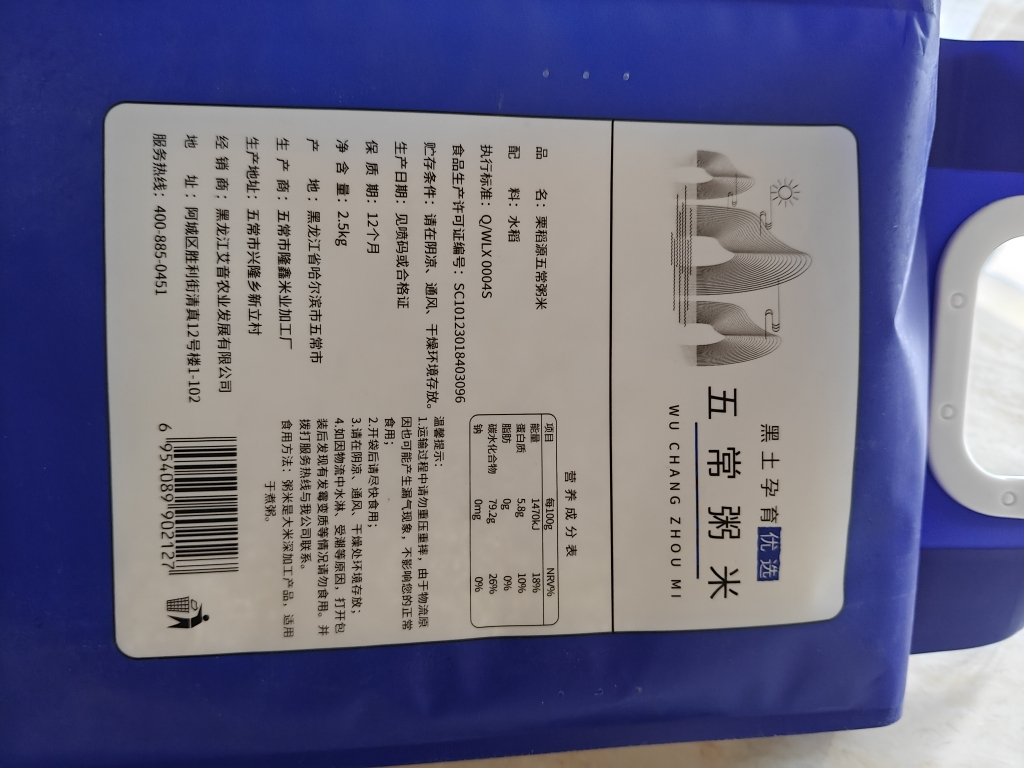 黑土孕育优选
五常粥米
WU CHANG ZHOU MI
品 名：栗稻源五常粥米
配 料：水稻
执行标准：Q/WLX 0004S
食品生产许可证编号：SC10123018403096
贮存条件：请在阴凉、通风、干燥环境存放。
生产日期：见喷码或合格证
保 质 期：12个月
净 含 量：2.5kg
产 地：黑龙江省哈尔滨市五常市
生 产 商：五常市隆鑫米业加工厂
生产地址：五常市兴隆乡新立村
经 销 商：黑龙江艾音农业发展有限公司
地 址：阿城区胜利街清真12号楼1-102
服务热线：400-885-0451
营养成分表
项目 每100g NRV%
能量 1470kJ 18%
蛋白质 5.8g 10%
脂肪 0g 0%
碳水化合物 79.2g 26%
钠 0mg 0%
温馨提示：
1.运输过程中请勿重压重摔，由于物流原
因也可能产生漏气现象，不影响您的正常
食用；
2.开袋后请尽快食用；
3.请在阴凉、通风、干燥处环境存放；
4.如因物流中水淋、受潮等原因，打开包
装后发现有发霉变质等情况请勿食用。并
拨打服务热线与我公司联系。
食用方法：粥米是大米深加工产品，适用
于煮粥。
6 954089 902127